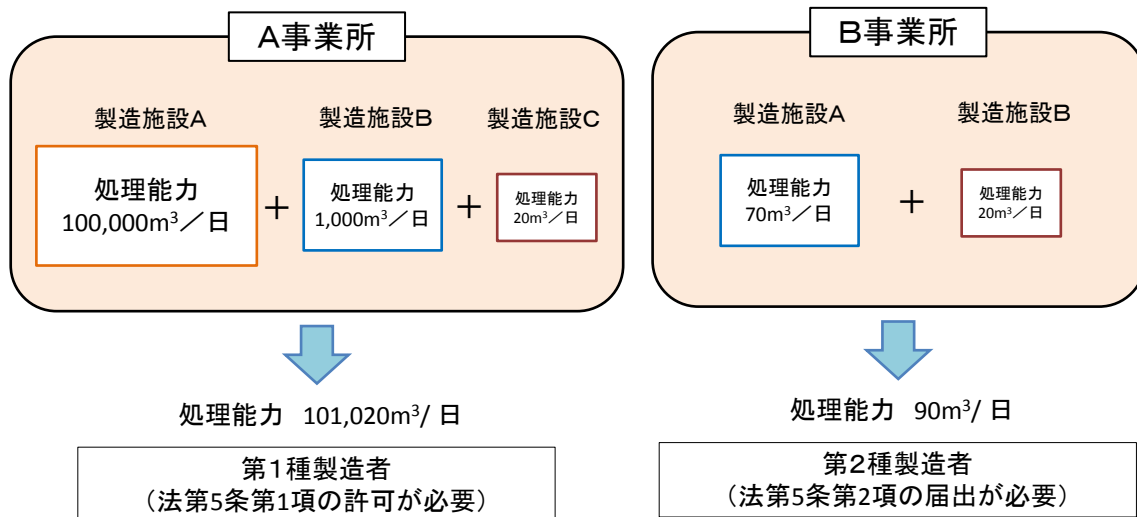 A事業所
製造施設A
製造施設B
製造施設C
処理能力
100,000m³／日
＋
処理能力
1,000m³／日
＋
処理能力
20m³／日
処理能力 101,020m³/ 日
第1種製造者
（法第5条第1項の許可が必要）
B事業所
製造施設A
製造施設B
処理能力
70m³／日
＋
処理能力
20m³／日
処理能力 90m³/ 日
第2種製造者
（法第5条第2項の届出が必要）